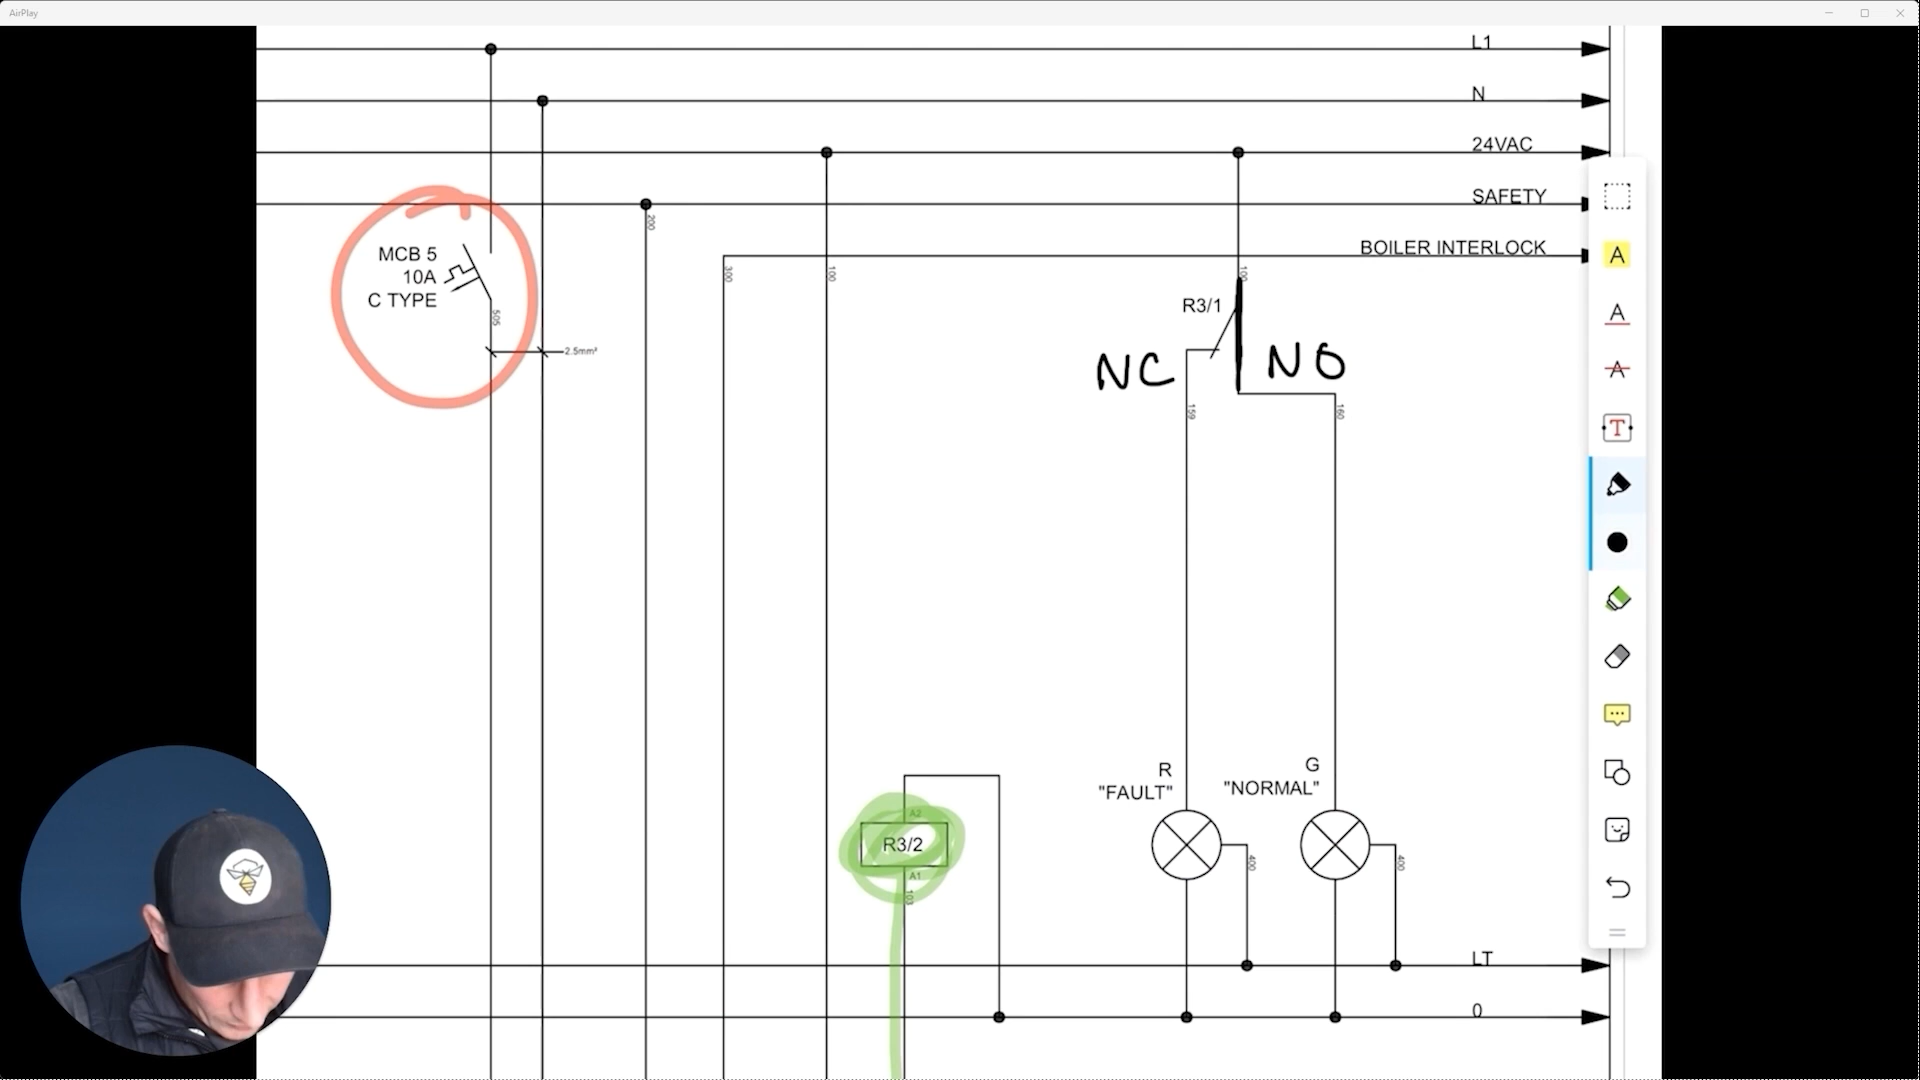 AirPlay
L1
N
24VAC
SAFETY
200
BOILER INTERLOCK
MCB 5
10A
C TYPE
300
100
R3/1
505
2.5mm²
NC
NO
159
160
R
"FAULT"
G
"NORMAL"
A2
R3/2
A1
103
400
400
LT
0
A
A
A
T